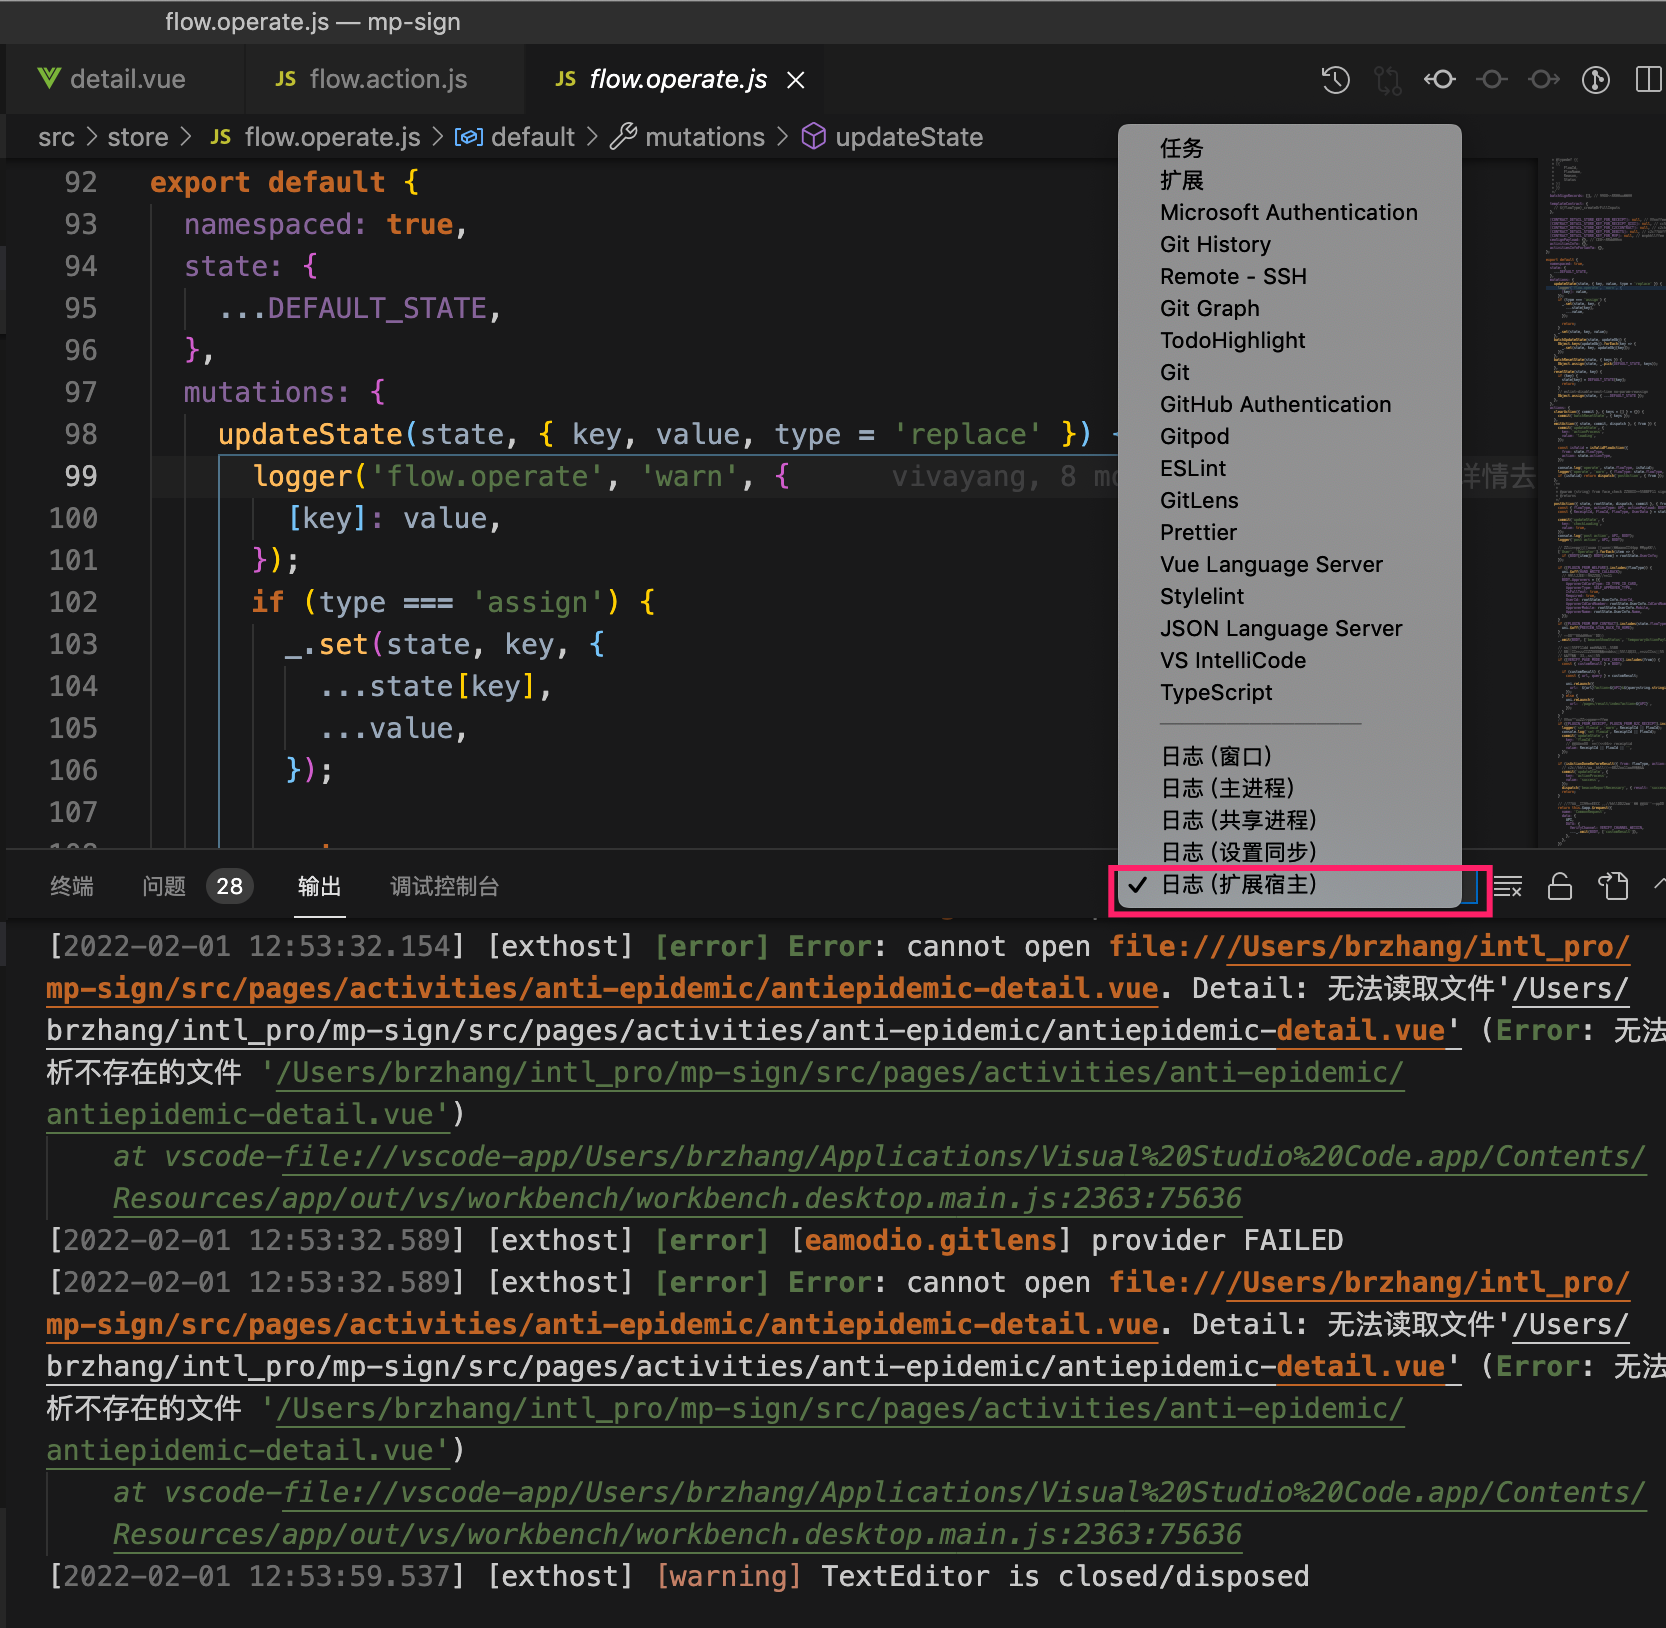 flow.operate.js — mp-sign
detail.vue
JS flow.action.js
JS flow.operate.js
src > store > JS flow.operate.js > default > mutations > updateState
92 export default {
93 namespaced: true,
94 state: {
95 ...DEFAULT_STATE,
96 },
97 mutations: {
98 updateState(state, { key, value, type = 'replace' })
99 logger('flow.operate', 'warn', { vivayang, 8 详情去
100 [key]: value,
101 });
102 if (type === 'assign') {
103 _.set(state, key, {
104 ...state[key],
105 ...value,
106 });
107
任务
扩展
Microsoft Authentication
Git History
Remote - SSH
Git Graph
TodoHighlight
Git
GitHub Authentication
Gitpod
ESLint
GitLens
Prettier
Vue Language Server
Stylelint
JSON Language Server
VS IntelliCode
TypeScript
日志 (窗口)
日志 (主进程)
日志 (共享进程)
日志 (设置同步)
✓ 日志 (扩展宿主)
终端 问题 28 输出 调试控制台
[2022-02-01 12:53:32.154] [exthost] [error] Error: cannot open file:///Users/brzhang/intl_pro/
mp-sign/src/pages/activities/anti-epidemic/antiepidemic-detail.vue. Detail: 无法读取文件'/Users/
brzhang/intl_pro/mp-sign/src/pages/activities/anti-epidemic/antiepidemic-detail.vue' (Error: 无法
析不存在的文件 '/Users/brzhang/intl_pro/mp-sign/src/pages/activities/anti-epidemic/
antiepidemic-detail.vue')
at vscode-file://vscode-app/Users/brzhang/Applications/Visual%20Studio%20Code.app/Contents/
Resources/app/out/vs/workbench/workbench.desktop.main.js:2363:75636
[2022-02-01 12:53:32.589] [exthost] [error] [eamodio.gitlens] provider FAILED
[2022-02-01 12:53:32.589] [exthost] [error] Error: cannot open file:///Users/brzhang/intl_pro/
mp-sign/src/pages/activities/anti-epidemic/antiepidemic-detail.vue. Detail: 无法读取文件'/Users/
brzhang/intl_pro/mp-sign/src/pages/activities/anti-epidemic/antiepidemic-detail.vue' (Error: 无法
析不存在的文件 '/Users/brzhang/intl_pro/mp-sign/src/pages/activities/anti-epidemic/
antiepidemic-detail.vue')
at vscode-file://vscode-app/Users/brzhang/Applications/Visual%20Studio%20Code.app/Contents/
Resources/app/out/vs/workbench/workbench.desktop.main.js:2363:75636
[2022-02-01 12:53:59.537] [exthost] [warning] TextEditor is closed/disposed